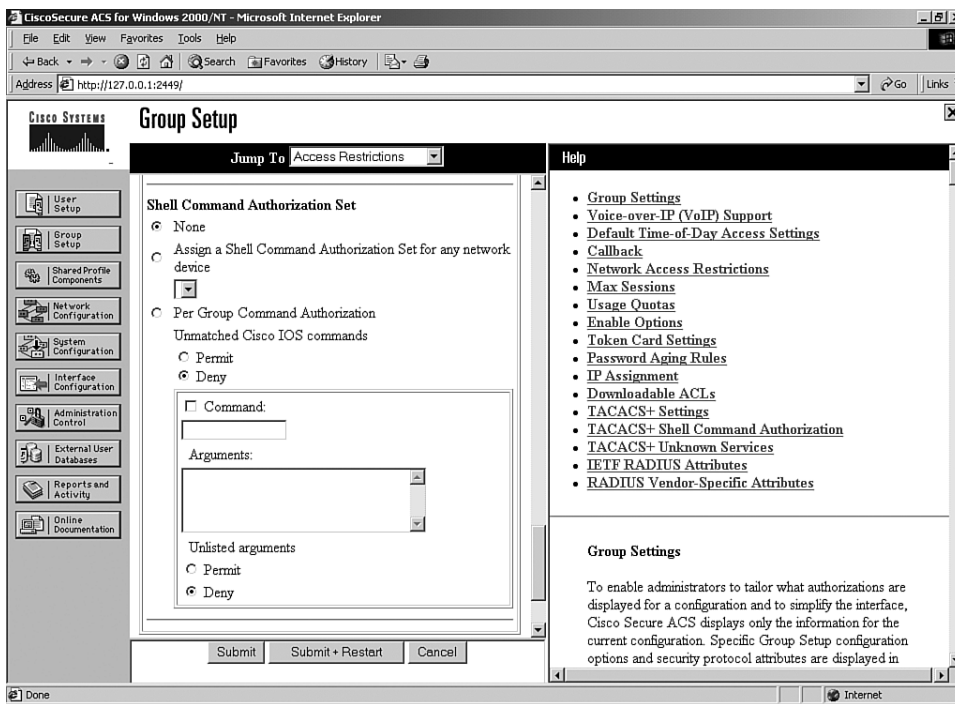 CiscoSecure ACS for Windows 2000/NT - Microsoft Internet Explorer
File Edit View Favorites Tools Help
Back Search Favorites History
Address http://127.0.0.1:2449/ Go Links
CISCO SYSTEMS
Group Setup
Jump To Access Restrictions
User Setup
Group Setup
Shared Profile Components
Network Configuration
System Configuration
Interface Configuration
Administration Control
External User Databases
Reports and Activity
Online Documentation
Shell Command Authorization Set
None
Assign a Shell Command Authorization Set for any network
device
Per Group Command Authorization
Unmatched Cisco IOS commands
Permit
Deny
Command:
Arguments:
Unlisted arguments
Permit
Deny
Submit Submit + Restart Cancel
Help
Group Settings
Voice-over-IP (VoIP) Support
Default Time-of-Day Access Settings
Callback
Network Access Restrictions
Max Sessions
Usage Quotas
Enable Options
Token Card Settings
Password Aging Rules
IP Assignment
Downloadable ACLs
TACACS+ Settings
TACACS+ Shell Command Authorization
TACACS+ Unknown Services
IETF RADIUS Attributes
RADIUS Vendor-Specific Attributes
Group Settings
To enable administrators to tailor what authorizations are
displayed for a configuration and to simplify the interface,
Cisco Secure ACS displays only the information for the
current configuration. Specific Group Setup configuration
options and security protocol attributes are displayed in
Done Internet